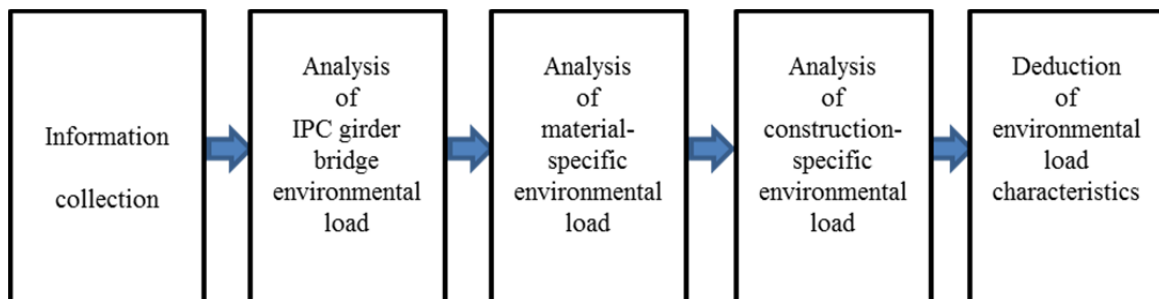 Information
collection
Analysis
of
IPC girder
bridge
environmental
load
Analysis
of
material-
specific
environmental
load
Analysis
of
construction-
specific
environmental
load
Deduction
of
environmental
load
characteristics